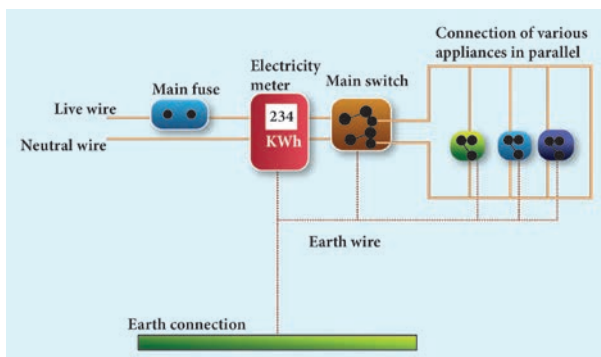 Connection of various
appliances in parallel
Electricity
meter
Main switch
Main fuse
Live wire
234
KWh
Neutral wire
Earth wire
Earth connection